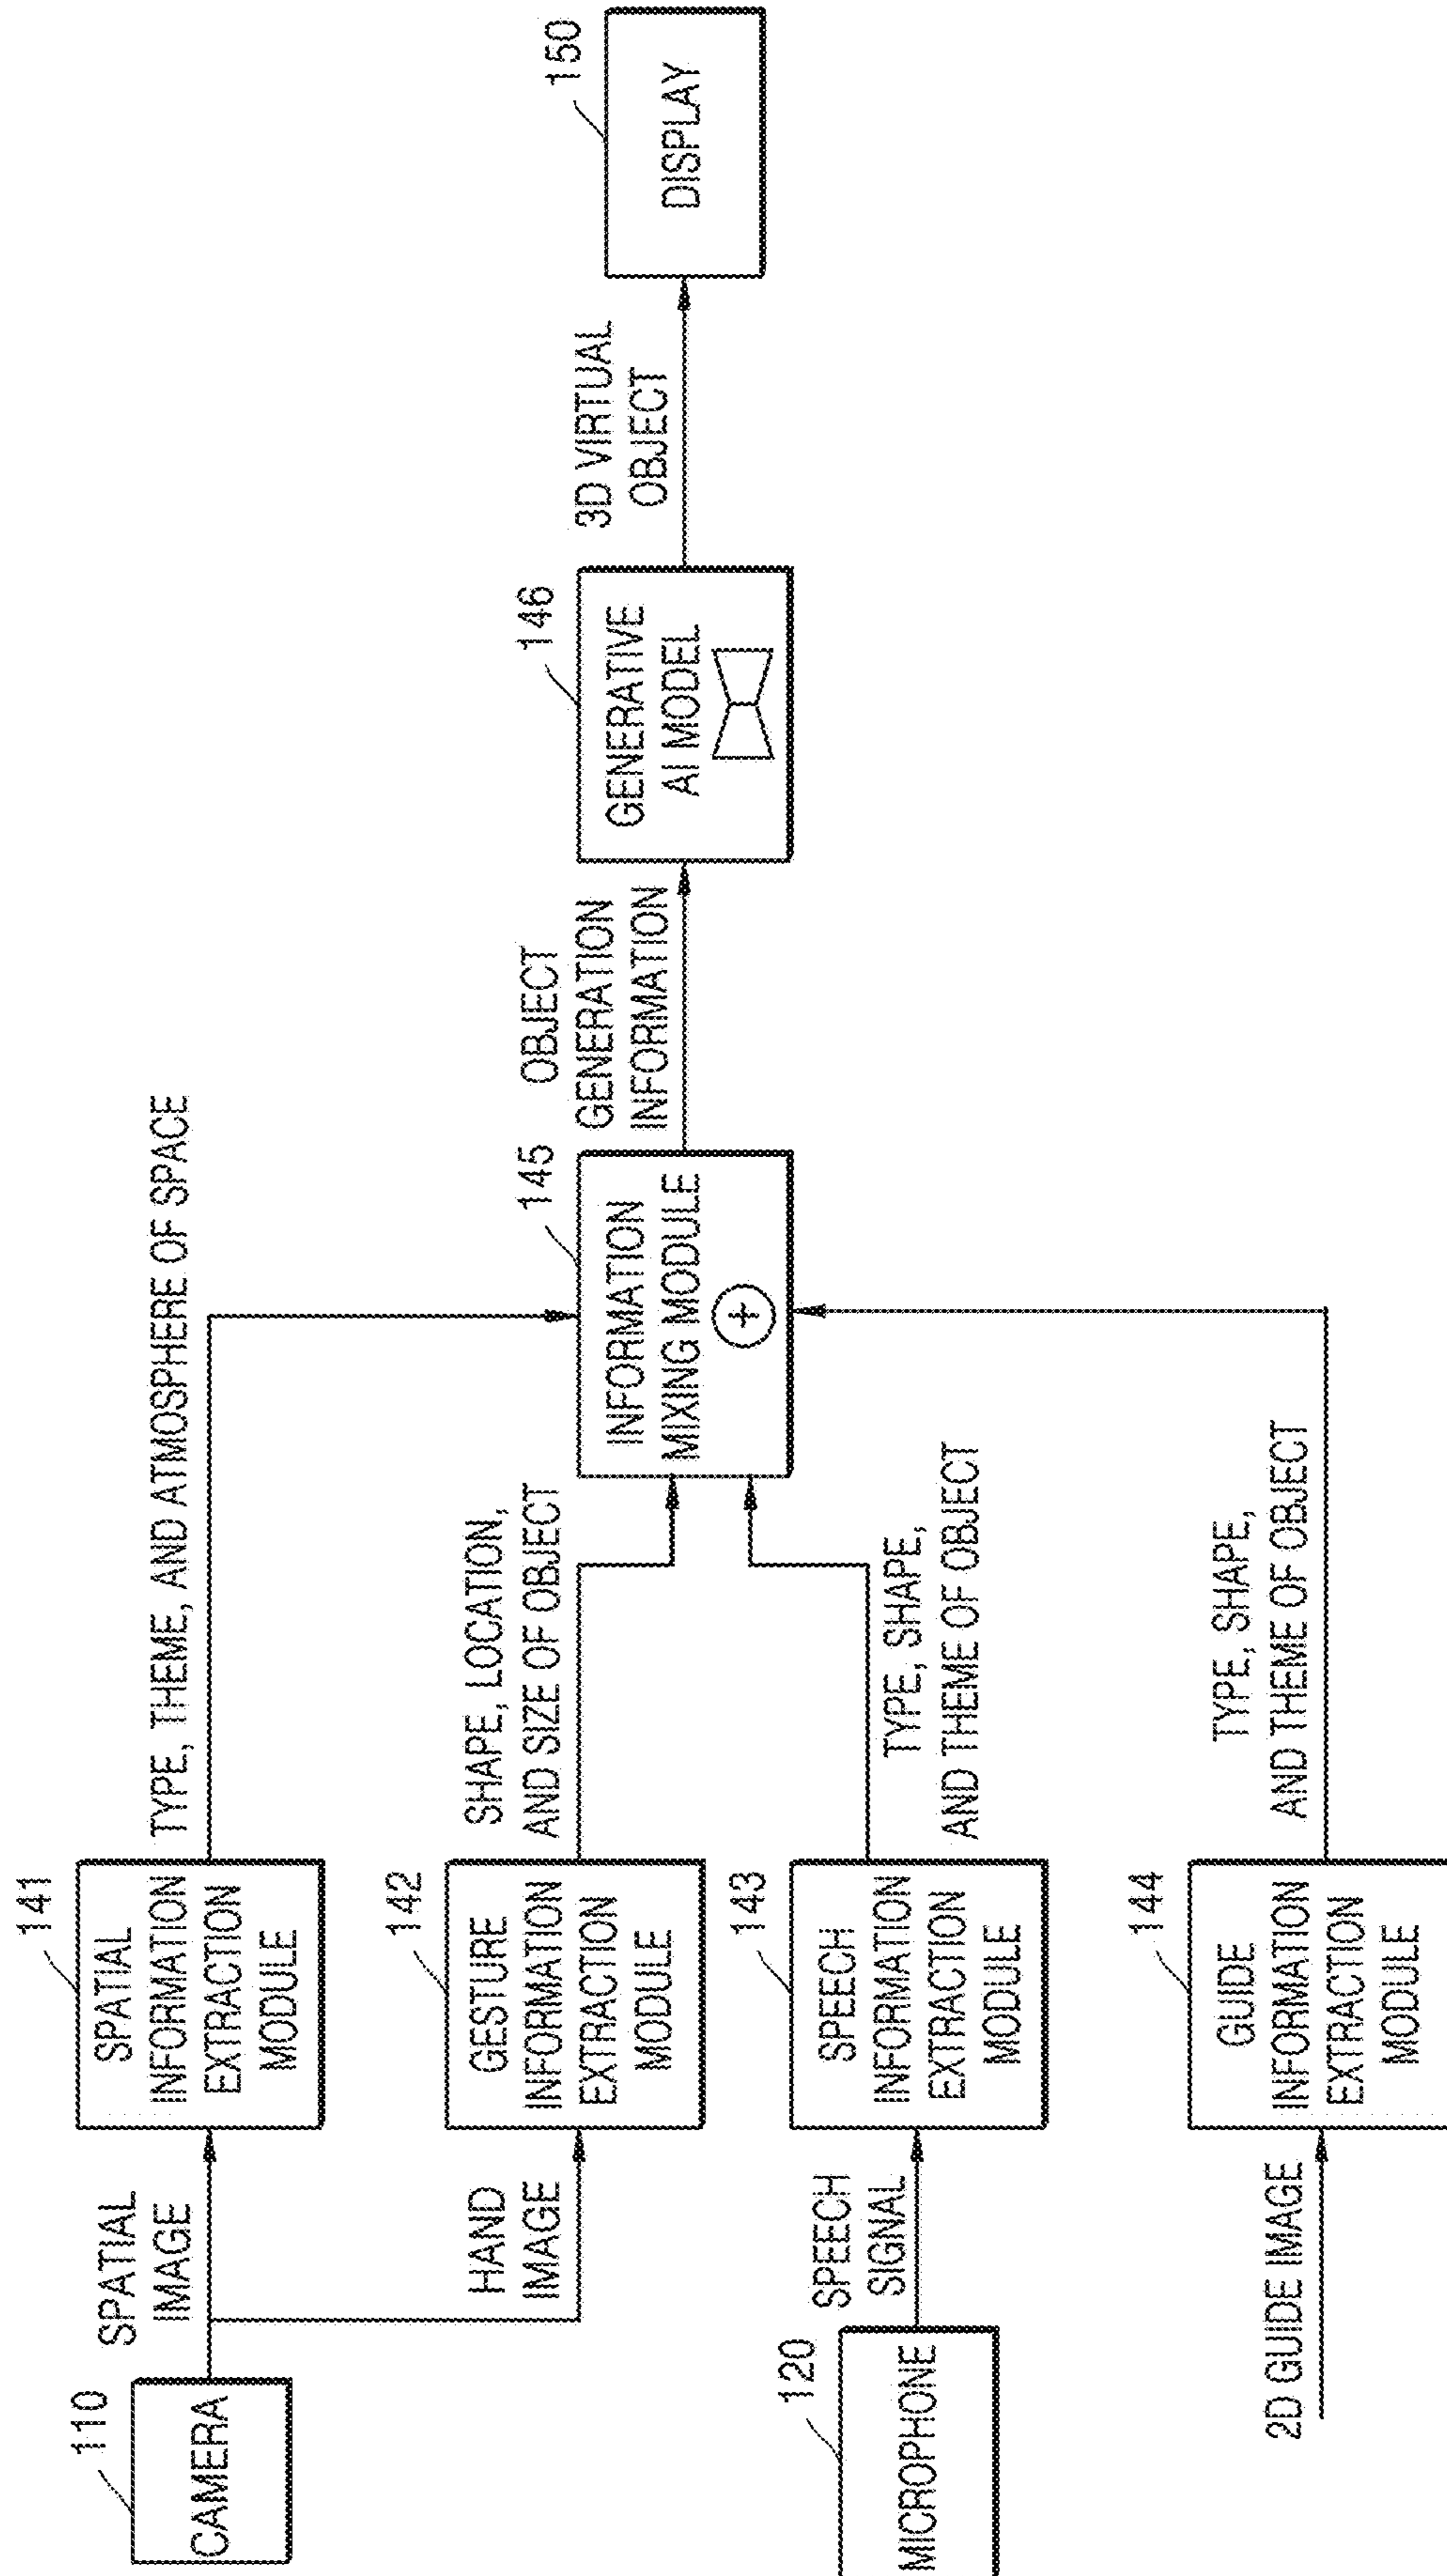 110
CAMERA
SPATIAL
IMAGE
141
SPATIAL
INFORMATION
EXTRACTION
MODULE
TYPE, THEME, AND ATMOSPHERE OF SPACE
HAND
IMAGE
142
GESTURE
INFORMATION
EXTRACTION
MODULE
SHAPE, LOCATION,
AND SIZE OF OBJECT
120
MICROPHONE
SPEECH
SIGNAL
143
SPEECH
INFORMATION
EXTRACTION
MODULE
TYPE, SHAPE,
AND THEME OF OBJECT
2D GUIDE IMAGE
144
GUIDE
INFORMATION
EXTRACTION
MODULE
TYPE, SHAPE,
AND THEME OF OBJECT
145
INFORMATION
MIXING MODULE
+
OBJECT
GENERATION
INFORMATION
146
GENERATIVE
AI MODEL
3D VIRTUAL
OBJECT
150
DISPLAY